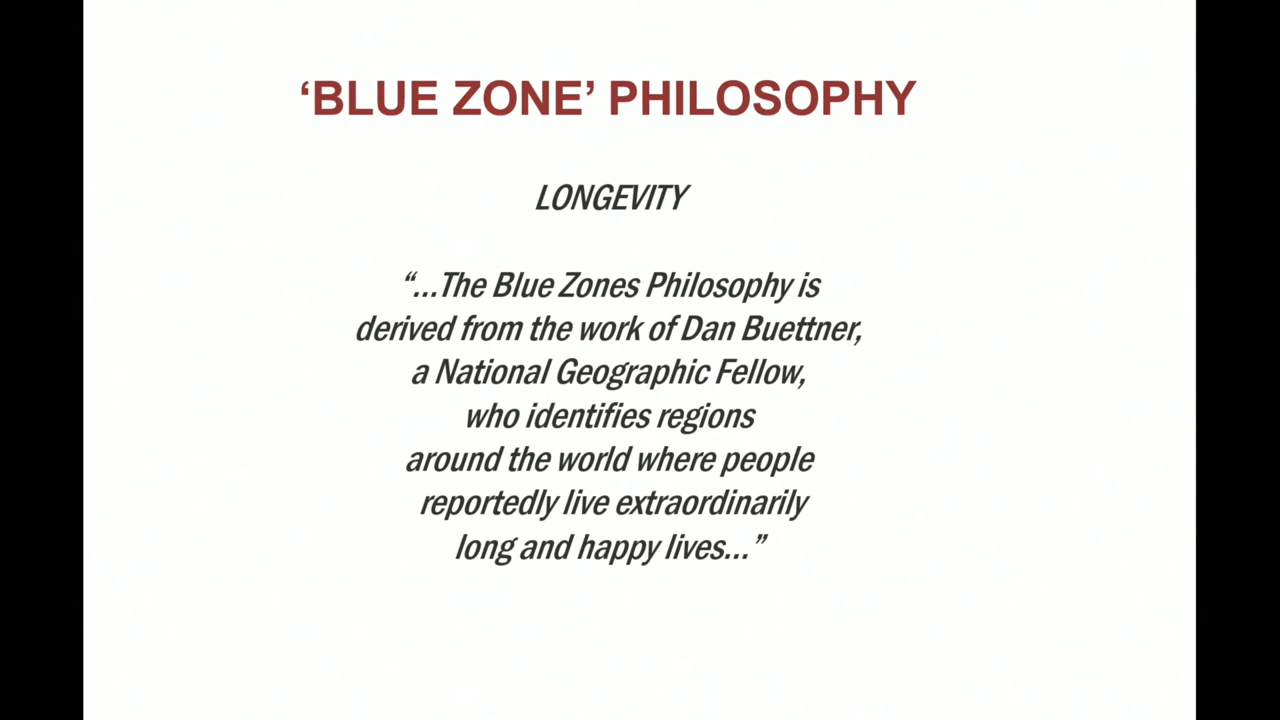 ‘BLUE ZONE’ PHILOSOPHY
LONGEVITY
“...The Blue Zones Philosophy is
derived from the work of Dan Buettner,
a National Geographic Fellow,
who identifies regions
around the world where people
reportedly live extraordinarily
long and happy lives...”